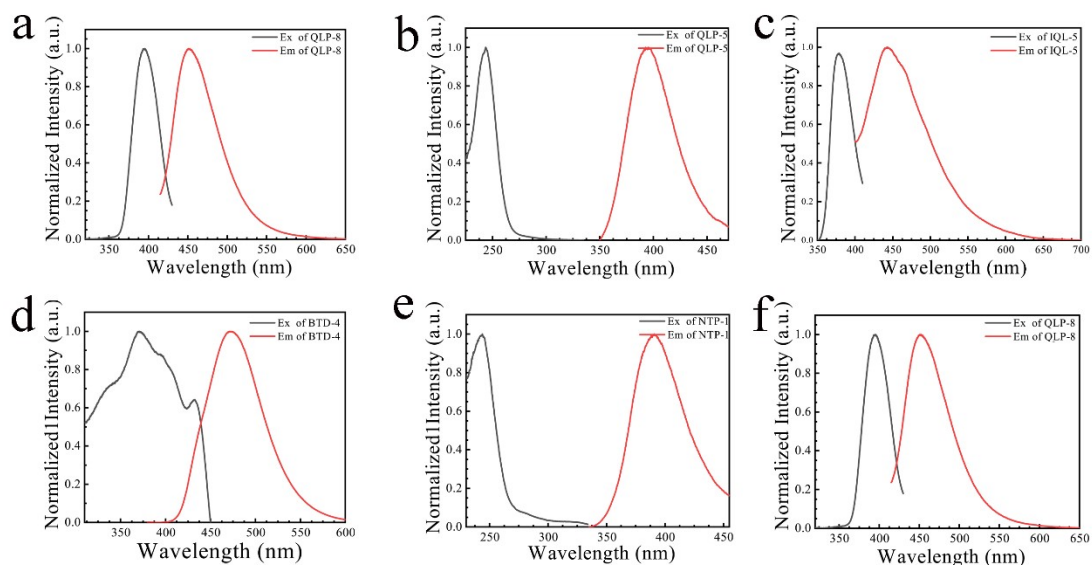 a
Ex of QLP-8
Em of QLP-8
Normalized Intensity (a.u.)
1.0
0.8
0.6
0.4
0.2
0.0
350 400 450 500 550 600 650
Wavelength (nm)
b
Ex of QLP-5
Em of QLP-5
Normalized Intensity (a.u.)
1.0
0.8
0.6
0.4
0.2
0.0
250 300 350 400 450
Wavelength (nm)
c
Ex of IQL-5
Em of IQL-5
Normalized Intensity (a.u.)
1.0
0.8
0.6
0.4
0.2
0.0
350 400 450 500 550 600 650 700
Wavelength (nm)
d
Ex of BTD-4
Em of BTD-4
Normalized1Intensity (a.u.)
1.0
0.8
0.6
0.4
0.2
0.0
350 400 450 500 550 600
Wavelength (nm)
e
Ex of NTP-1
Em of NTP-1
Normalized1Intensity (a.u.)
1.0
0.8
0.6
0.4
0.2
0.0
250 300 350 400 450
Wavelength (nm)
f
Ex of QLP-8
Em of QLP-8
Normalized Intensity (a.u.)
1.0
0.8
0.6
0.4
0.2
0.0
350 400 450 500 550 600 650
Wavelength (nm)